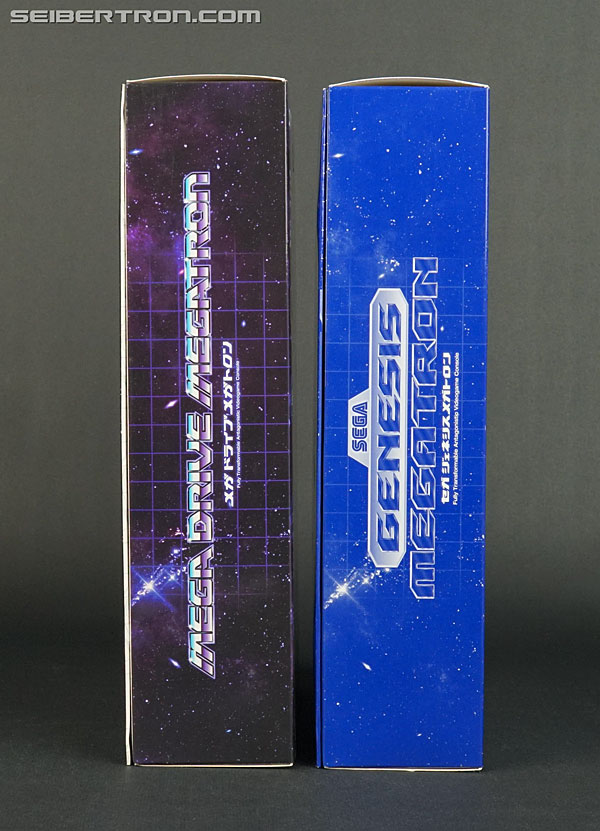 SEIBERTRON.com
MEGA DRIVE MEGATRON
メガ ドライブ メガトロン
Fully Transformable Antagonistic Videogame Console
SEGA
GENESIS
MEGATRON
セガ ジェネシス メガトロン
Fully Transformable Antagonistip Videogame Console